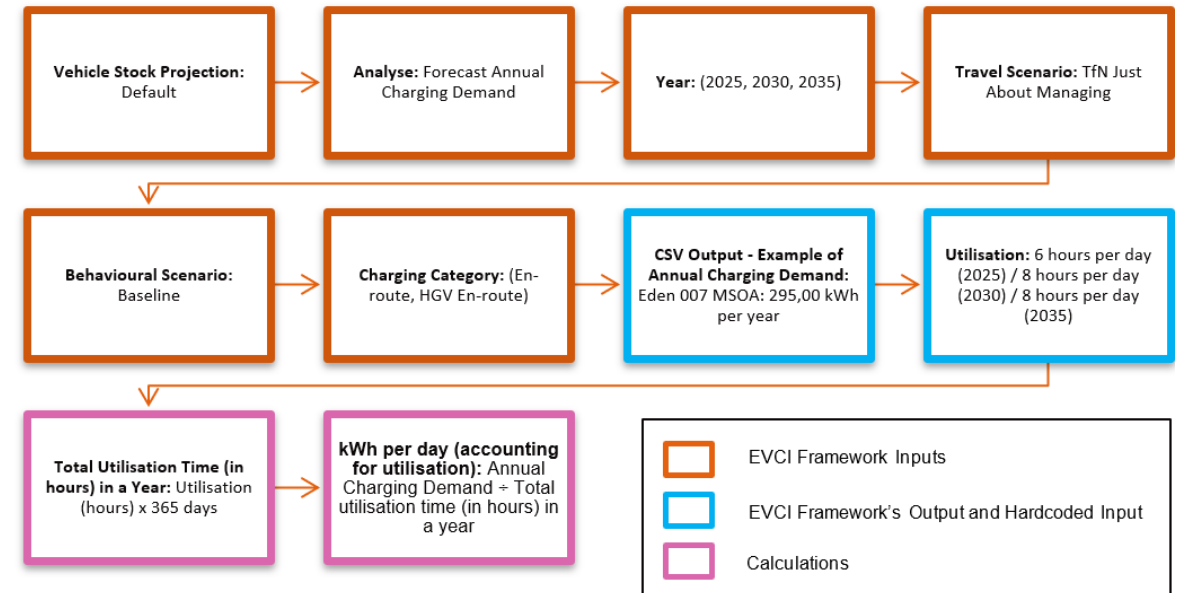 Vehicle Stock Projection:
Default
Analyse: Forecast Annual
Charging Demand
Year: (2025, 2030, 2035)
Travel Scenario: TfN Just
About Managing
Behavioural Scenario:
Baseline
Charging Category: (En-
route, HGV En-route)
CSV Output - Example of
Annual Charging Demand:
Eden 007 MSOA: 295,00 kWh
per year
Utilisation: 6 hours per day
(2025) / 8 hours per day
(2030) / 8 hours per day
(2035)
Total Utilisation Time (in
hours) in a Year: Utilisation
(hours) x 365 days
kWh per day (accounting
for utilisation): Annual
Charging Demand ÷ Total
utilisation time (in hours) in
a year
EVCI Framework Inputs
EVCI Framework’s Output and Hardcoded Input
Calculations